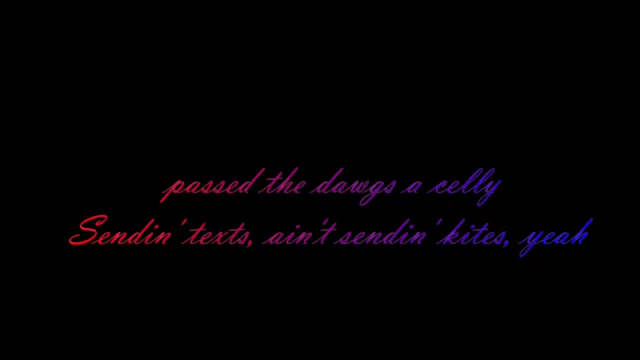 passed the dawgs a celly
Sendin' texts, ain't sendin' kites, yeah